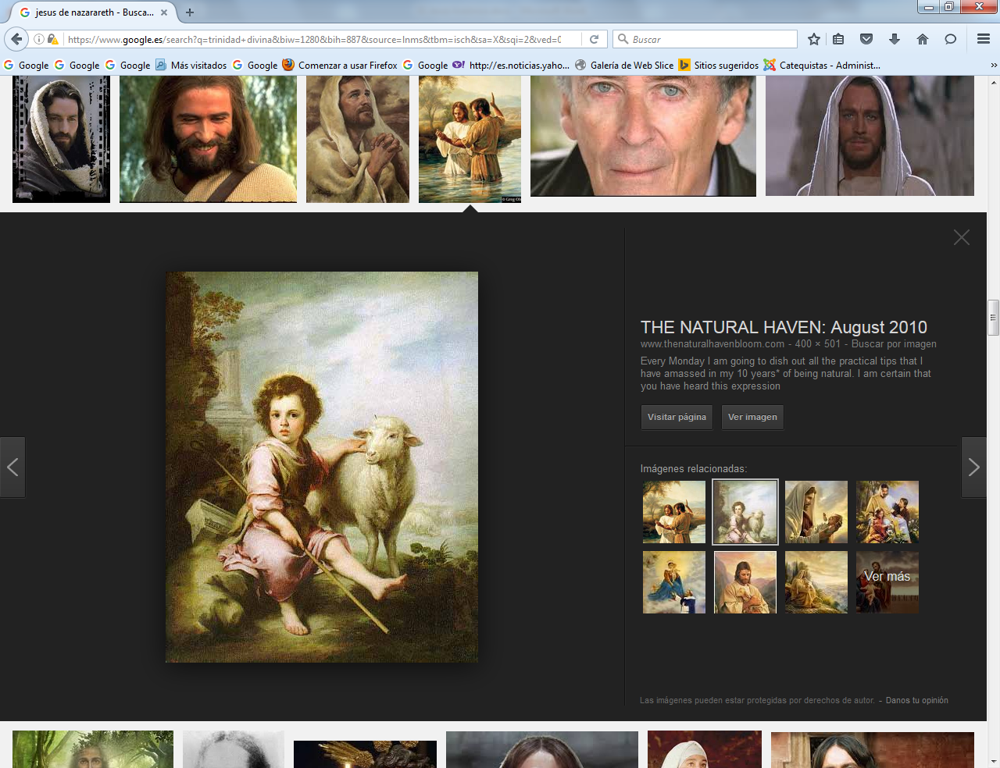 jesus de nazarareth - Busca...
https://www.google.es/search?q=trinidad+divina&biw=1280&bih=887&source=lnms&tbm=isch&sa=X&sqi=2&ved=0
Buscar
Google
Google
Google
Más visitados
Google
Comenzar a usar Firefox
Google
http://es.noticias.yaho...
Galería de Web Slice
Sitios sugeridos
Catequistas - Administ...
THE NATURAL HAVEN: August 2010
www.thenaturalhavenbloom.com - 400 × 501 - Buscar por imagen
Every Monday I am going to dish out all the practical tips that I
have amassed in my 10 years* of being natural. I am certain that
you have heard this expression
Visitar página
Ver imagen
Imágenes relacionadas:
Ver más
Las imágenes pueden estar protegidas por derechos de autor. - Danos tu opinión